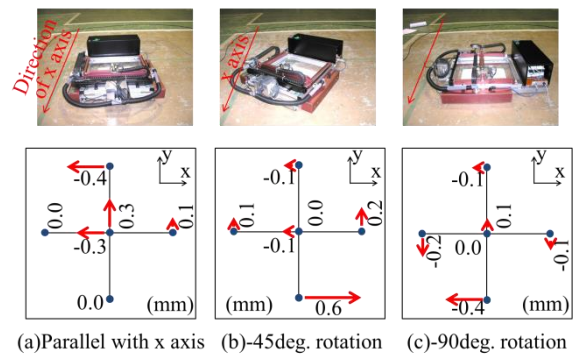 Direction
of x axis
x axis
y
x
-0.4
0.0
0.3
0.1
-0.3
0.0
(mm)
y
x
-0.1
0.1
0.0
0.2
-0.1
0.6
(mm)
y
x
-0.1
-0.2
0.0
0.1
-0.1
-0.4
(mm)
(a)Parallel with x axis
(b)-45deg. rotation
(c)-90deg. rotation